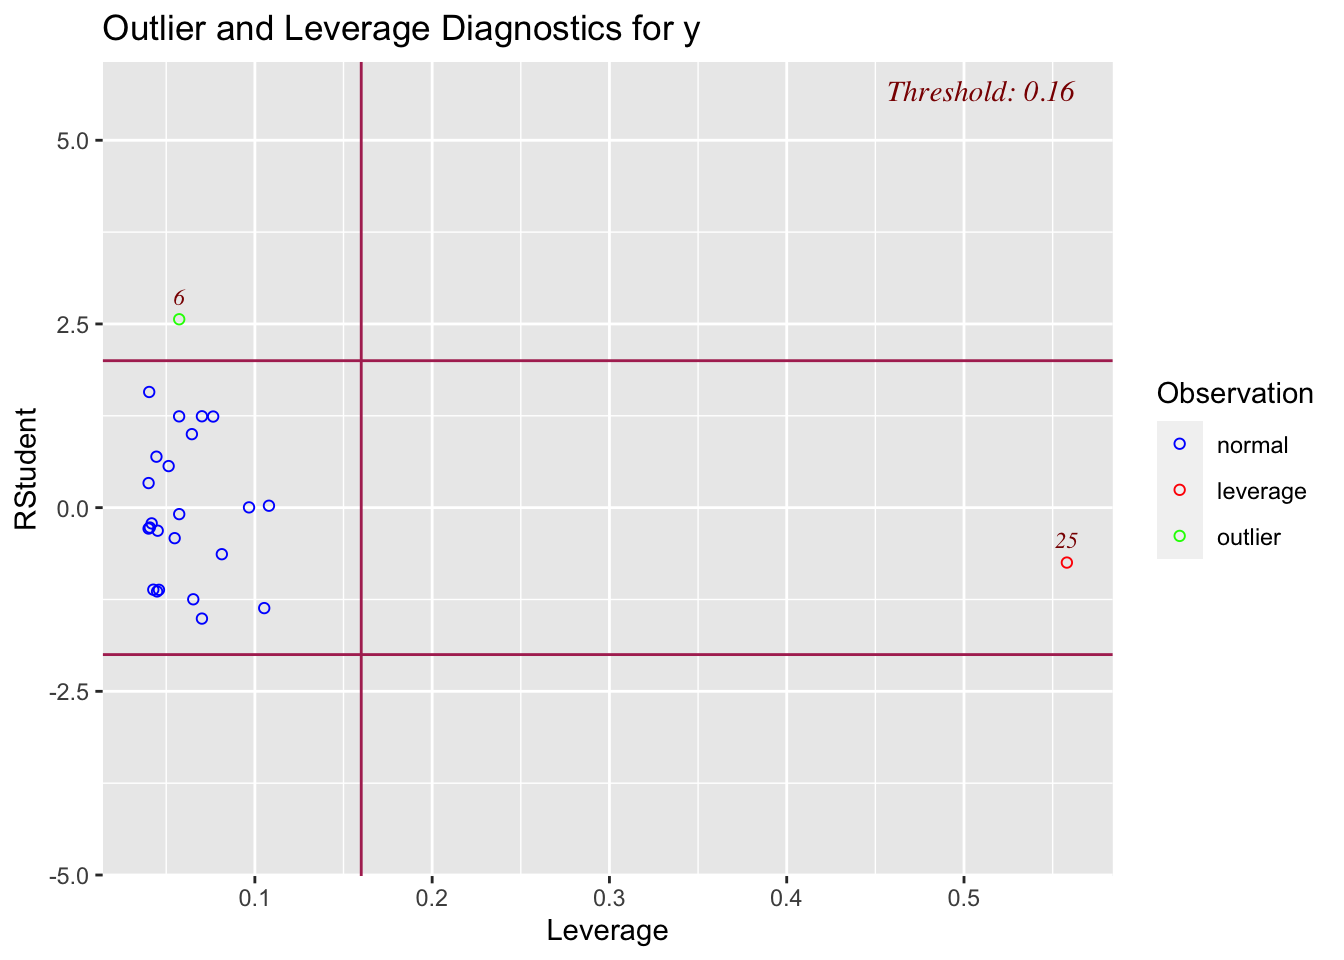 Outlier and Leverage Diagnostics for y
Threshold: 0.16
5.0
2.5
0.0
-2.5
-5.0
RStudent
6
25
0.1
0.2
0.3
0.4
0.5
Leverage
Observation
normal
leverage
outlier